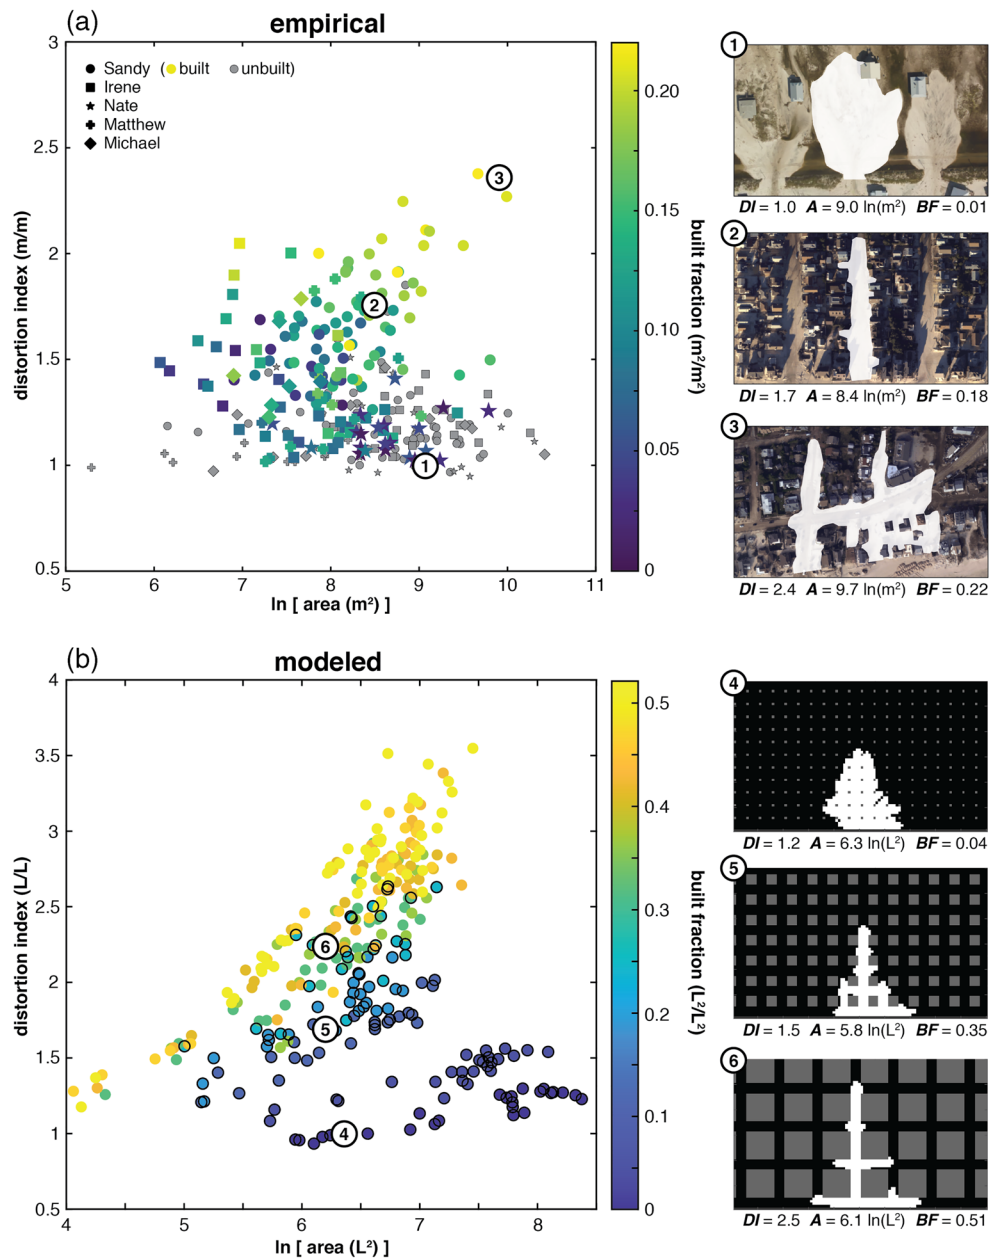 (a)
empirical
3
2.5
2
1.5
1
0.5
distortion index (m/m)
Sandy ( built unbuilt)
Irene
Nate
Matthew
Michael
3
2
1
5 6 7 8 9 10 11
ln [ area (m²) ]
0.20
0.15
0.10
0.05
0
built fraction (m²/m²)
1
DI = 1.0 A = 9.0 ln(m²) BF = 0.01
2
DI = 1.7 A = 8.4 ln(m²) BF = 0.18
3
DI = 2.4 A = 9.7 ln(m²) BF = 0.22
(b)
modeled
4
3.5
3
2.5
2
1.5
1
0.5
distortion index (L/L)
6
5
4
4 5 6 7 8
ln [ area (L²) ]
0.5
0.4
0.3
0.2
0.1
0
built fraction (L²/L²)
4
DI = 1.2 A = 6.3 ln(L²) BF = 0.04
5
DI = 1.5 A = 5.8 ln(L²) BF = 0.35
6
DI = 2.5 A = 6.1 ln(L²) BF = 0.51